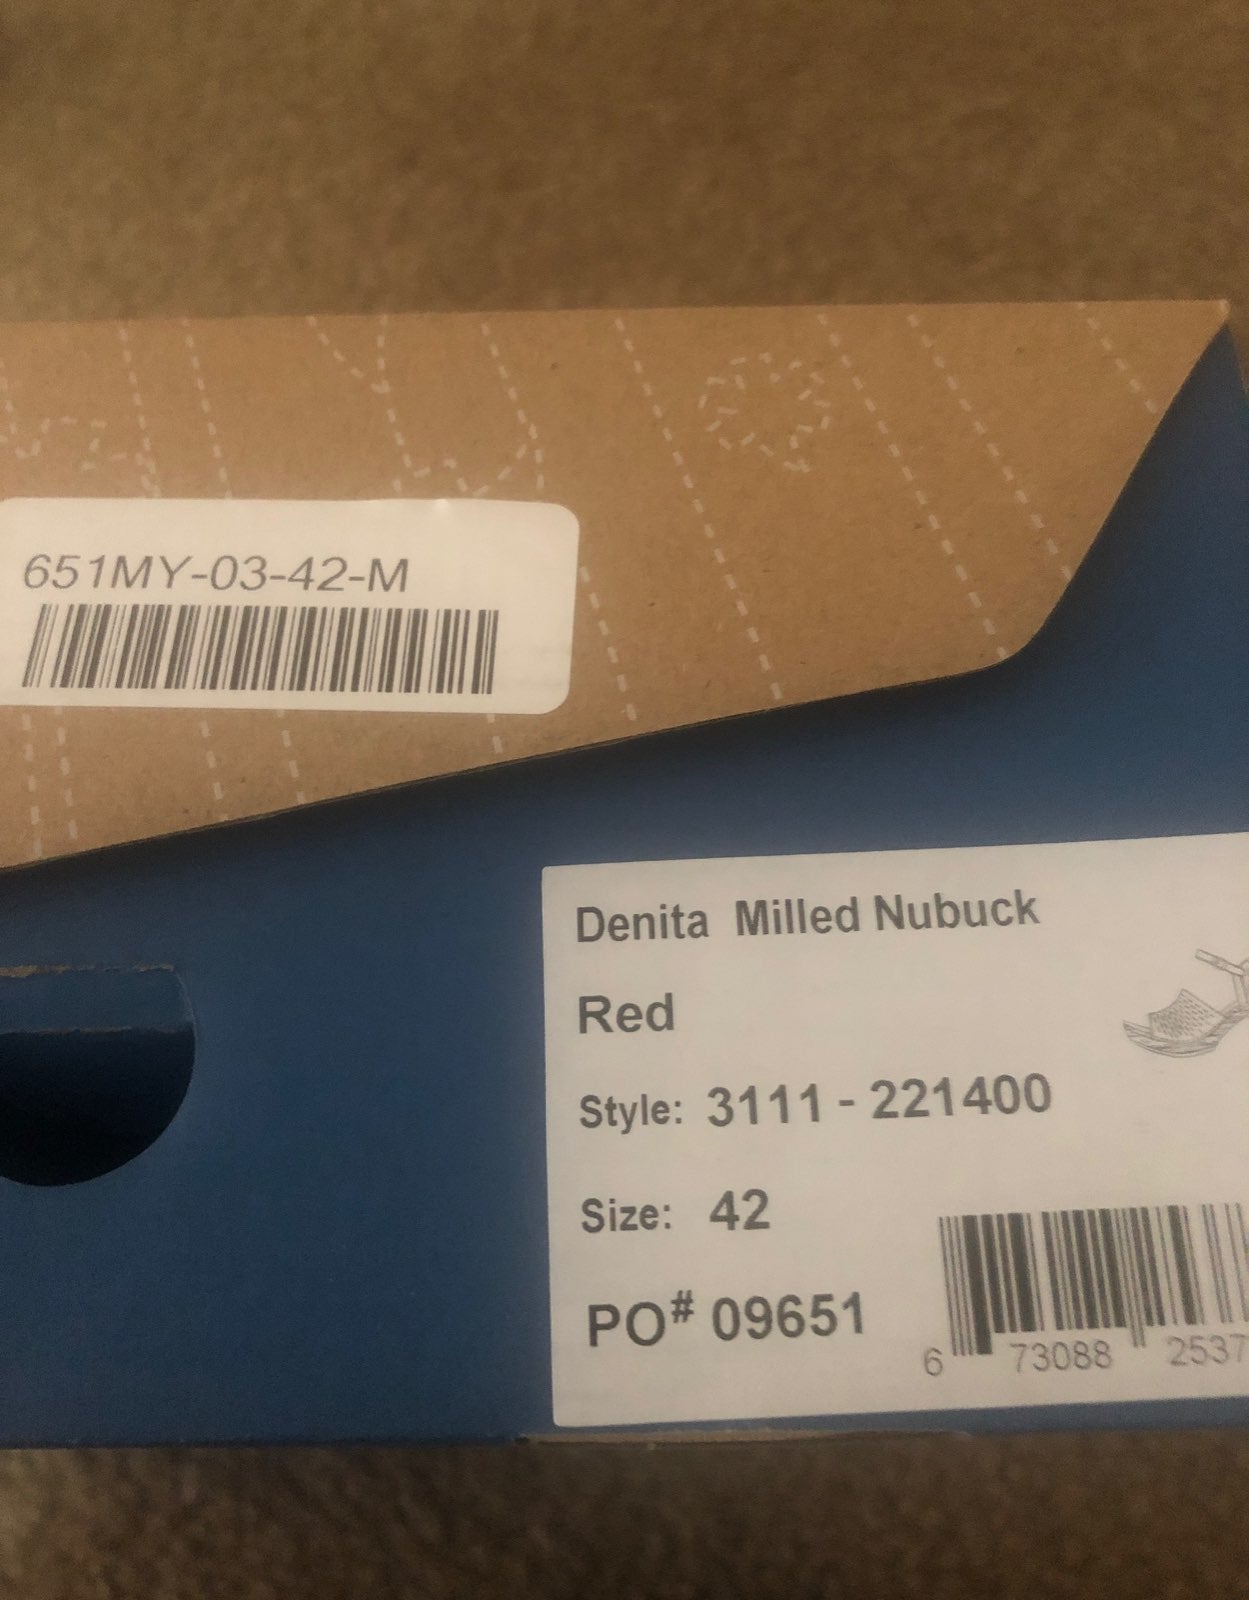 651MY-03-42-M
Denita Milled Nubuck
Red
Style: 3111 - 221400
Size: 42
PO# 09651
6 73088 2537